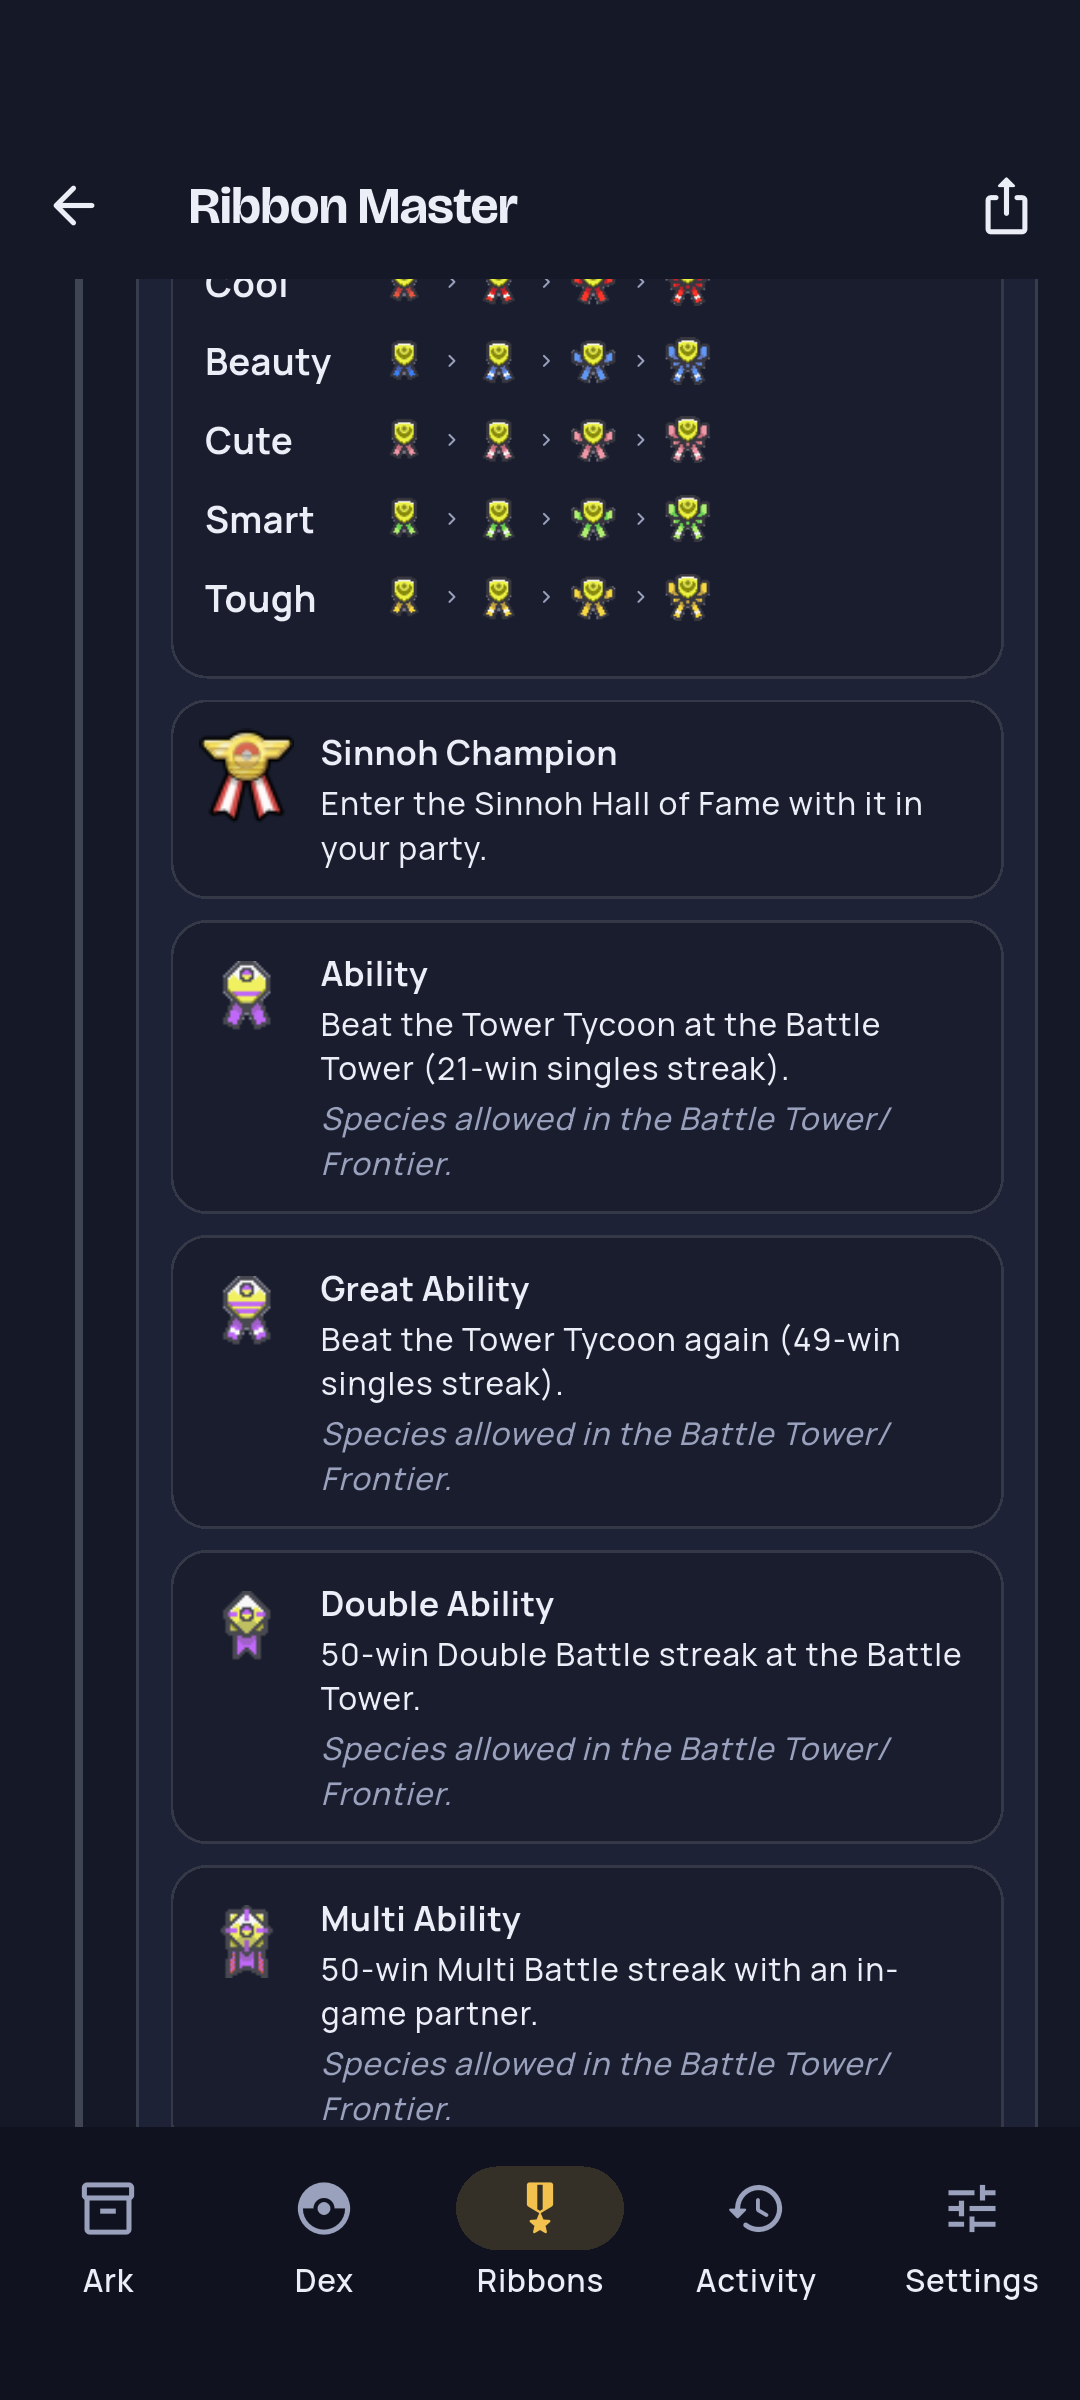 Ribbon Master
Cool
Beauty
Cute
Smart
Tough
Sinnoh Champion
Enter the Sinnoh Hall of Fame with it in
your party.
Ability
Beat the Tower Tycoon at the Battle
Tower (21-win singles streak).
Species allowed in the Battle Tower/
Frontier.
Great Ability
Beat the Tower Tycoon again (49-win
singles streak).
Species allowed in the Battle Tower/
Frontier.
Double Ability
50-win Double Battle streak at the Battle
Tower.
Species allowed in the Battle Tower/
Frontier.
Multi Ability
50-win Multi Battle streak with an in-
game partner.
Species allowed in the Battle Tower/
Frontier.
Ark
Dex
Ribbons
Activity
Settings